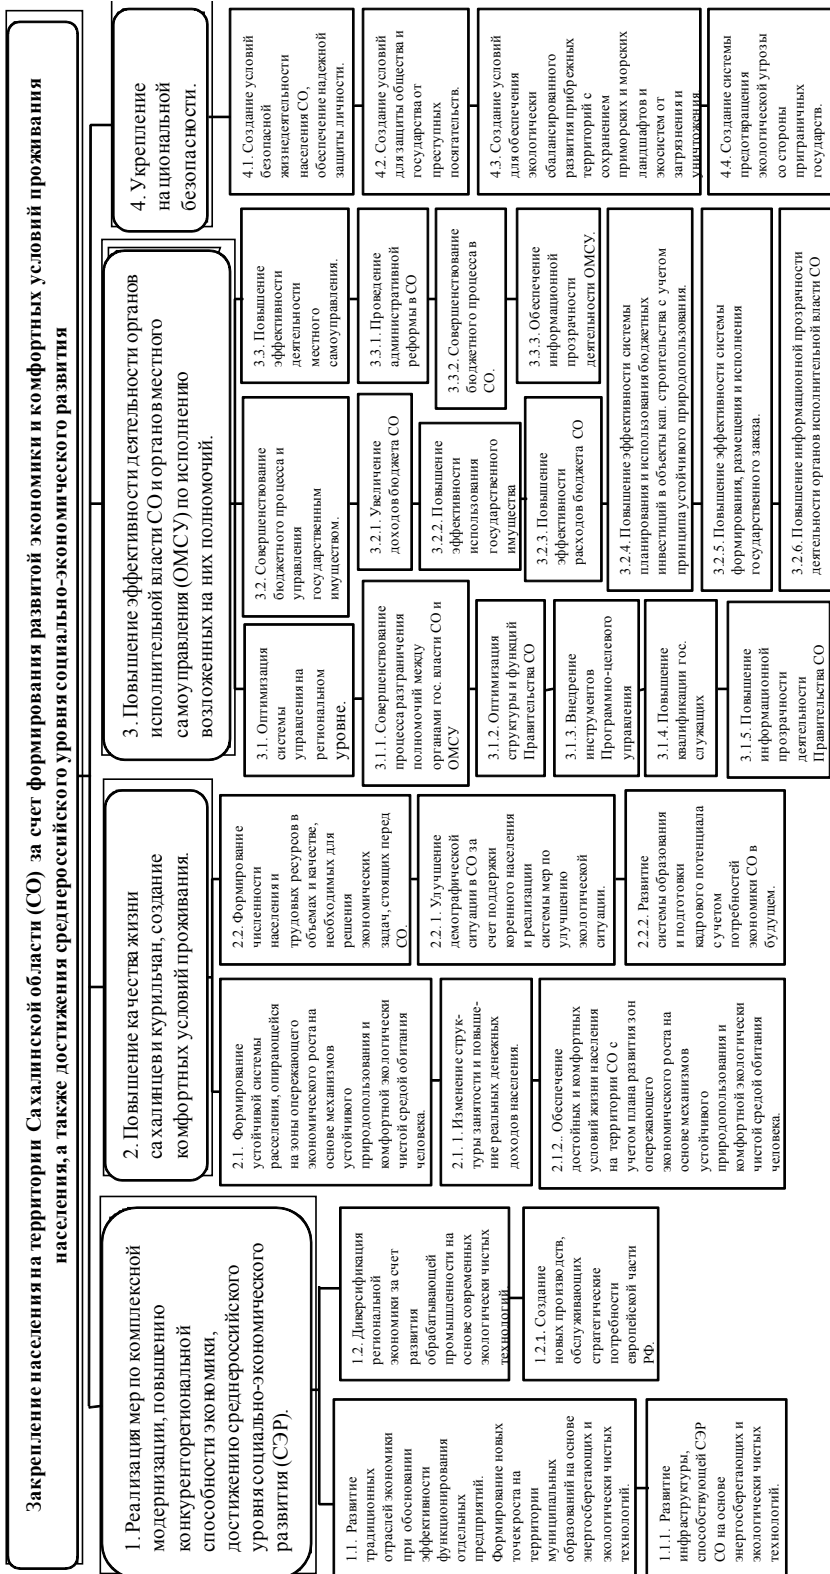 Закрепление населения на территории Сахалинской области (СО) за счет формирования развитой экономики и комфортных условий проживания
населения, а также достижения среднероссийского уровня социально-экономического развития
1.Реализация мер по комплексной
модернизации, повышению
конкурентoрегиональной
способности экономики,
достижению среднероссийского
уровня социально-экономического
развития (СЭР).
1.1. Развитие
традиционных
отраслей экономики
при обосновании
эффективности
функционирования
отдельных
предприятий.
Формирование новых
точек роста на
территории
муниципальных
образований на основе
энергосберегающих и
экологически чистых
технологий.
1.1.1.1. Развитие
инфраструктуры,
способствующей СЭР
СО на основе
энергосберегающих и
экологически чистых
технологий.
1.2. Диверсификация
региональной
экономики за счет
развития
обрабатывающей
промышленности на
основе современных
экологически чистых
технологий.
1.2.1. Создание
новых производств,
обслуживающих
стратегические
потребности
европейской части
РФ.
2. Повышение качества жизни
сахалинцев и курильчан, создание
комфортных условий проживания.
2.1. Формирование
устойчивой системы
расселения, опирающейся
на зоны опережающего
экономического роста на
основе механизмов
устойчивого
природопользования и
комфортной экологически
чистой средой обитания
человека.
2.1.1. Изменение струк-
туры занятости и повыше-
ние реальных денежных
доходов населения.
2.1.2.. Обеспечение
достойных и комфортных
условий жизни населения
на территории СО с
учетом плана развития зон
опережающего
экономического роста на
основе механизмов
устойчивого
природопользования и
комфортной экологически
чистой средой обитания
человека.
2.2. Формирование
численности
населения и
трудовых ресурсов в
объемах и качестве,
необходимых для
решения
экономических
задач, стоящих перед
СО.
2.2.1. Улучшение
демографической
ситуации в СО за
счет поддержки
коренного населения
и реализации
системы мер по
улучшению
экологической
ситуации.
2.2.2. Развитие
системы образования
и подготовки
кадрового потенциала
с учетом
потребностей
экономики СО в
будущем.
3. Повышение эффективности деятельности органов
исполнительной власти СО и органов местного
самоуправления (ОМСУ) по исполнению
возложенных на них полномочий.
3.1. Оптимизация
системы
управления на
региональном
уровне.
3.1.1. Совершенствование
процесса разграничения
полномочий между
органами гос. власти СО и
ОМСУ
3.1.2. Оптимизация
структуры и функций
Правительства СО
3.1.3. Внедрение
инструментов
Программно-целевого
управления
3.1.4. Повышение
квалификации гос.
служащих
3.1.5. Повышение
информационной
прозрачности
деятельности
Правительства СО
3.2. Совершенствование
бюджетного процесса и
управления
государственным
имуществом.
3.2.1. Увеличение
доходов бюджета СО
3.2.2. Повышение
эффективности
использования
государственного
имущества
3.2.3. Повышение
эффективности
расходов бюджета СО
3.2.4. Повышение эффективности системы
планирования и использования бюджетных
инвестиций в объекты кап. строительства с учетом
принципа устойчивого природопользования.
3.2.5. Повышение эффективности системы
формирования, размещения и исполнения
государственного заказа.
3.2.6. Повышение информационной прозрачности
деятельности органов исполнительной власти СО
3.3. Повышение
эффективности
деятельности
местного
самоуправления.
3.3.1. Проведение
административной
реформы в СО
3.3.2. Совершенствование
бюджетного процесса в
СО.
3.3.3. Обеспечение
информационной
прозрачности
деятельности ОМСУ.
4. Укрепление
национальной
безопасности.
4.1. Создание условий
безопасной
жизнедеятельности
населения СО,
обеспечение надежной
защиты личности.
4.2. Создание условий
для защиты общества и
государства от
преступных
посягательств.
4.3. Создание условий
для обеспечения
экологически
сбалансированного
развития прибрежных
территорий с
сохранением
приморских и морских
ландшафтов и
экосистем от
загрязнения и
уничтожения
4.4. Создание системы
предотвращения
экологической угрозы
со стороны
приграничных
государств.